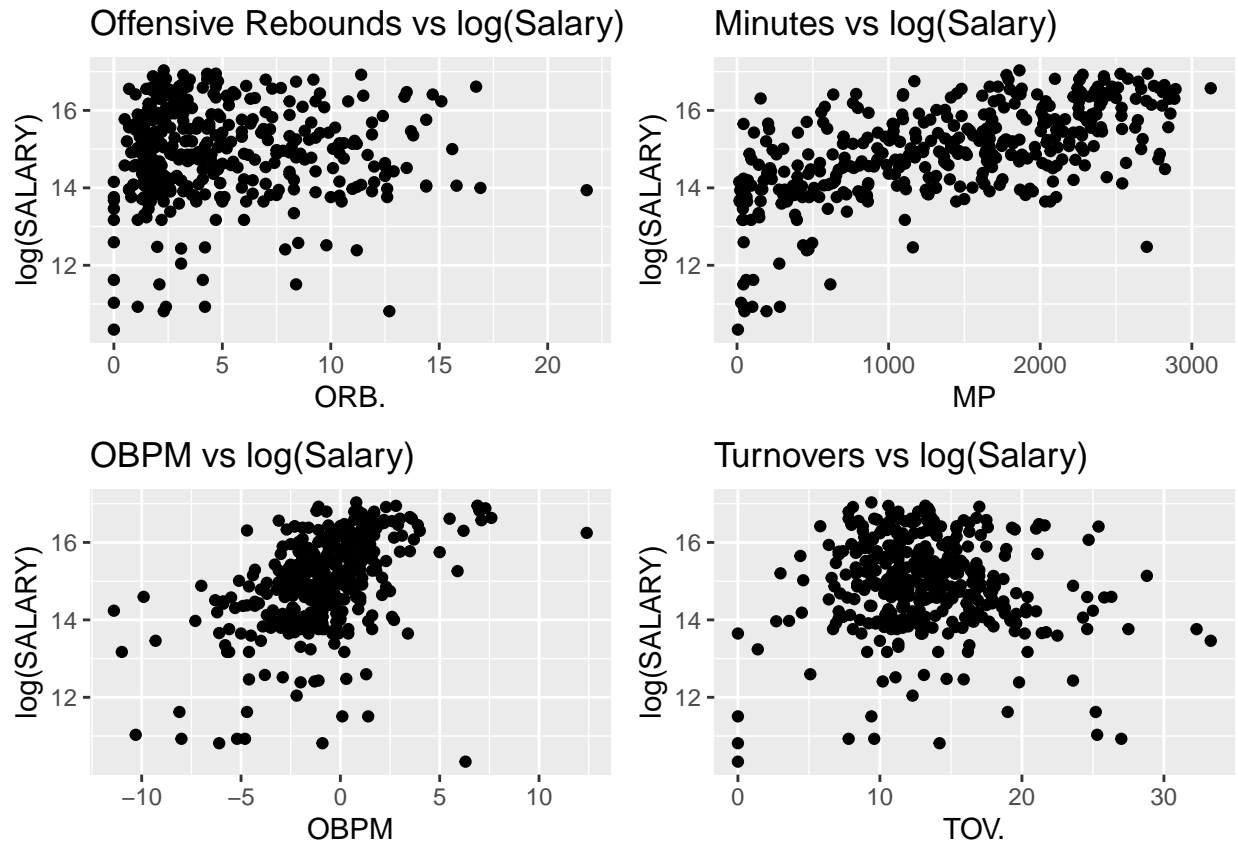 Offensive Rebounds vs log(Salary)
log(SALARY)
16
14
12
0 5 10 15 20
ORB.
Minutes vs log(Salary)
log(SALARY)
16
14
12
0 1000 2000 3000
MP
OBPM vs log(Salary)
log(SALARY)
16
14
12
−10 −5 0 5 10
OBPM
Turnovers vs log(Salary)
log(SALARY)
16
14
12
0 10 20 30
TOV.